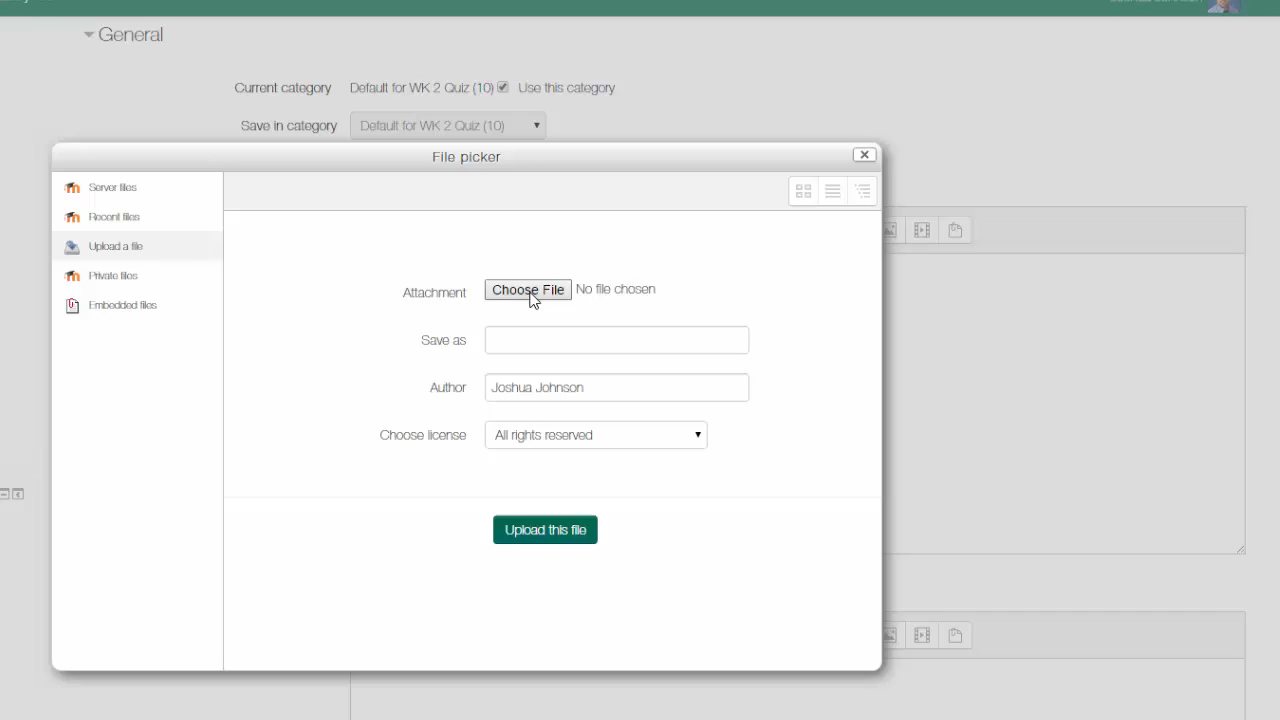 General
Current category Default for WK 2 Quiz (10) Use this category
Save in category Default for WK 2 Quiz (10)
File picker
Server files
Recent files
Upload a file
Private files
Embedded files
Attachment Choose File No file chosen
Save as
Author Joshua Johnson
Choose license All rights reserved
Upload this file